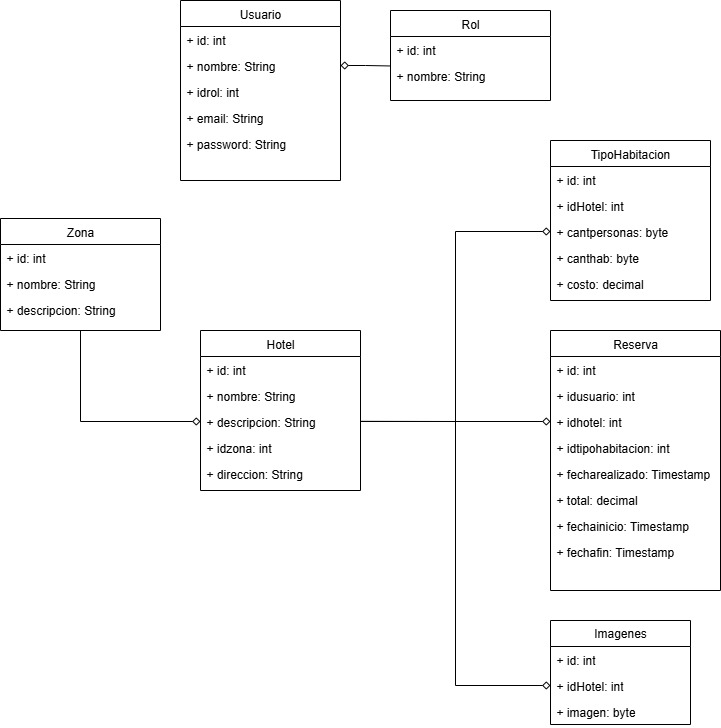 Usuario
+ id: int
+ nombre: String
+ idrol: int
+ email: String
+ password: String
Rol
+ id: int
+ nombre: String
TipoHabitacion
+ id: int
+ idHotel: int
+ cantpersonas: byte
+ canthab: byte
+ costo: decimal
Zona
+ id: int
+ nombre: String
+ descripcion: String
Hotel
+ id: int
+ nombre: String
+ descripcion: String
+ idzona: int
+ direccion: String
Reserva
+ id: int
+ idusuario: int
+ idhotel: int
+ idtipohabitacion: int
+ fecharealizado: Timestamp
+ total: decimal
+ fechainicio: Timestamp
+ fechafin: Timestamp
Imagenes
+ id: int
+ idHotel: int
+ imagen: byte